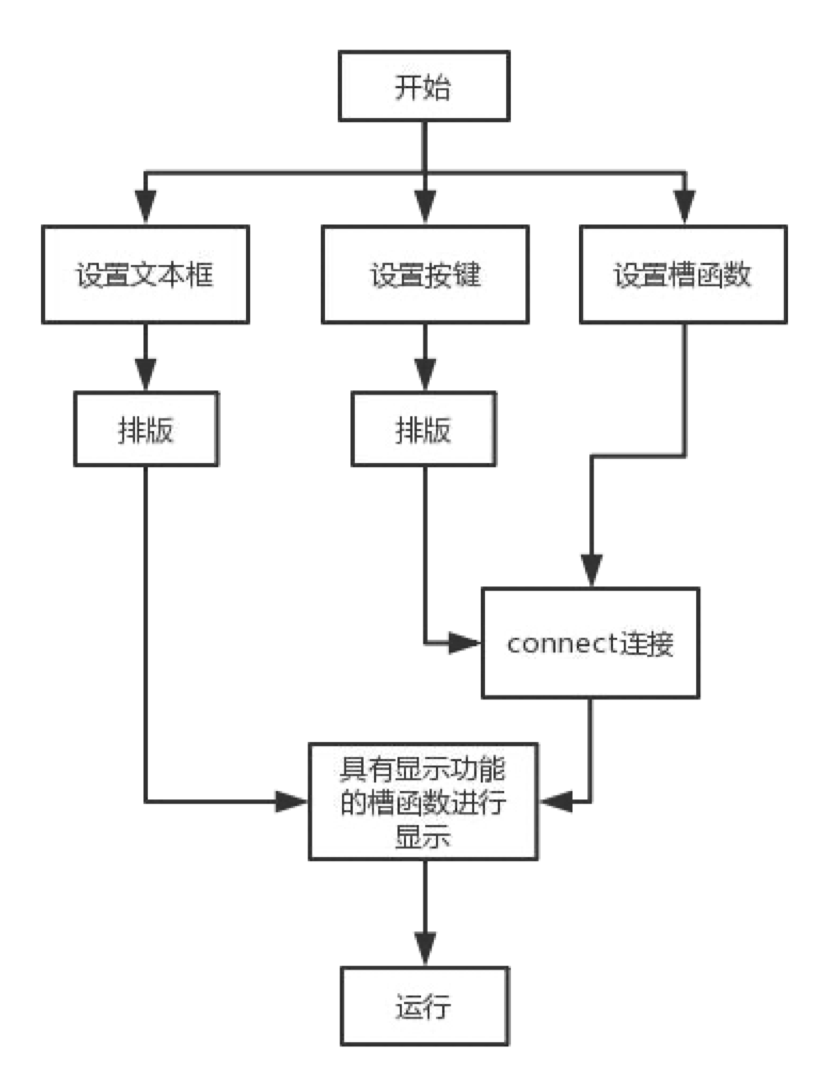 开始
设置文本框
设置按键
设置槽函数
排版
排版
connect连接
具有显示功能
的槽函数进行
显示
运行